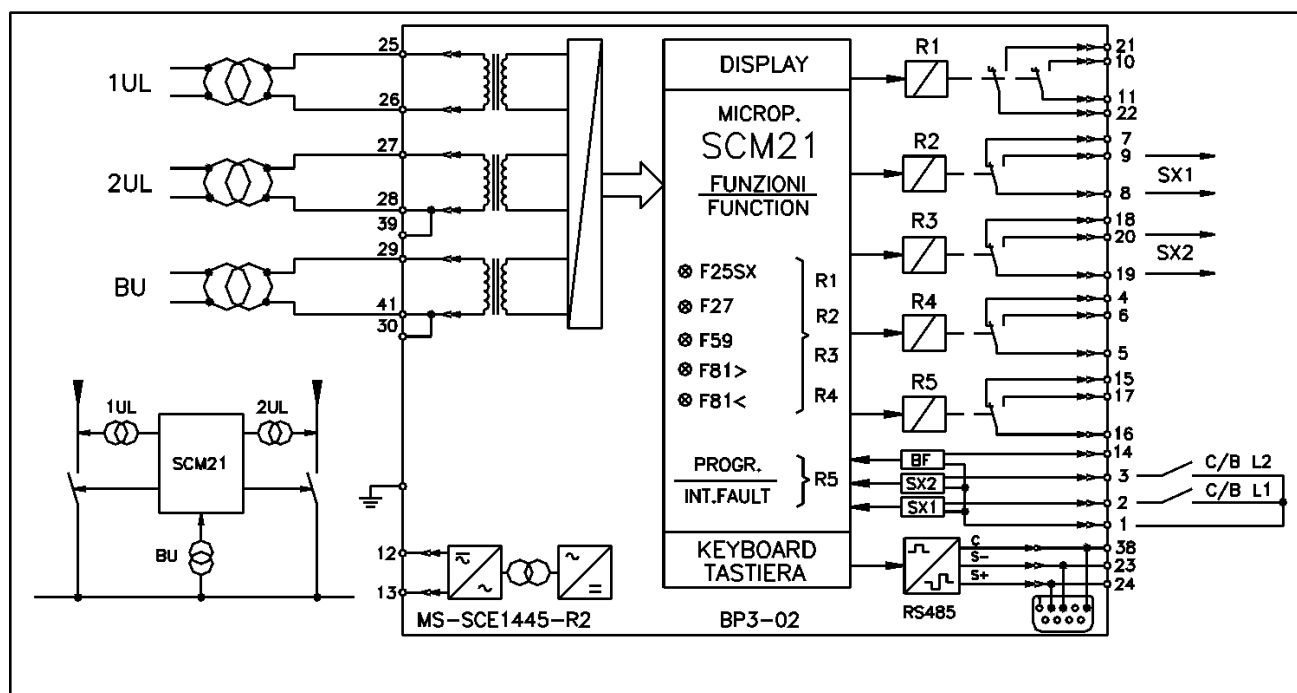 25
1UL
26
27
2UL
28
39
29
BU
41
30
1UL
2UL
SCM21
BU
12
13
MS-SCE1445-R2
DISPLAY
MICROP.
SCM21
FUNZIONI
FUNCTION
F25SX
F27
F59
F81>
F81<
R1
R2
R3
R4
PROGR.
INT.FAULT
R5
KEYBOARD
TASTIERA
BP3-02
R1
21
10
11
22
R2
7
9
8
SX1
R3
18
20
19
SX2
R4
4
6
5
R5
15
17
16
BF
14
SX2
3
C/B L2
SX1
2
C/B L1
1
C
38
S-
23
S+
24
RS485